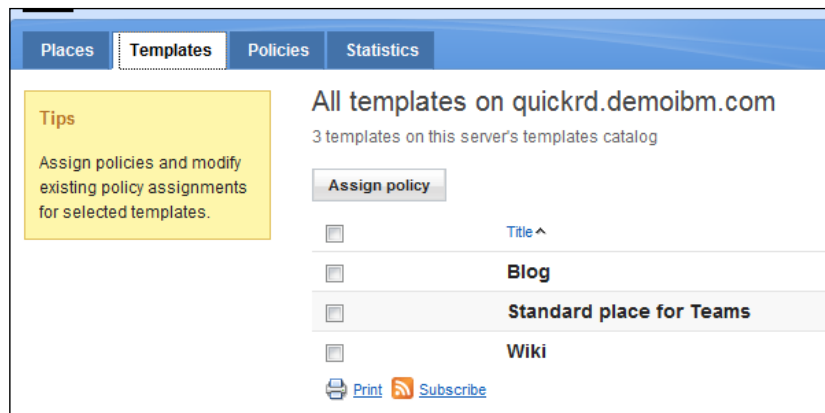 Places Templates Policies Statistics
Tips
Assign policies and modify
existing policy assignments
for selected templates.
All templates on quickrd.demoibm.com
3 templates on this server's templates catalog
Assign policy
Title
Blog
Standard place for Teams
Wiki
Print Subscribe